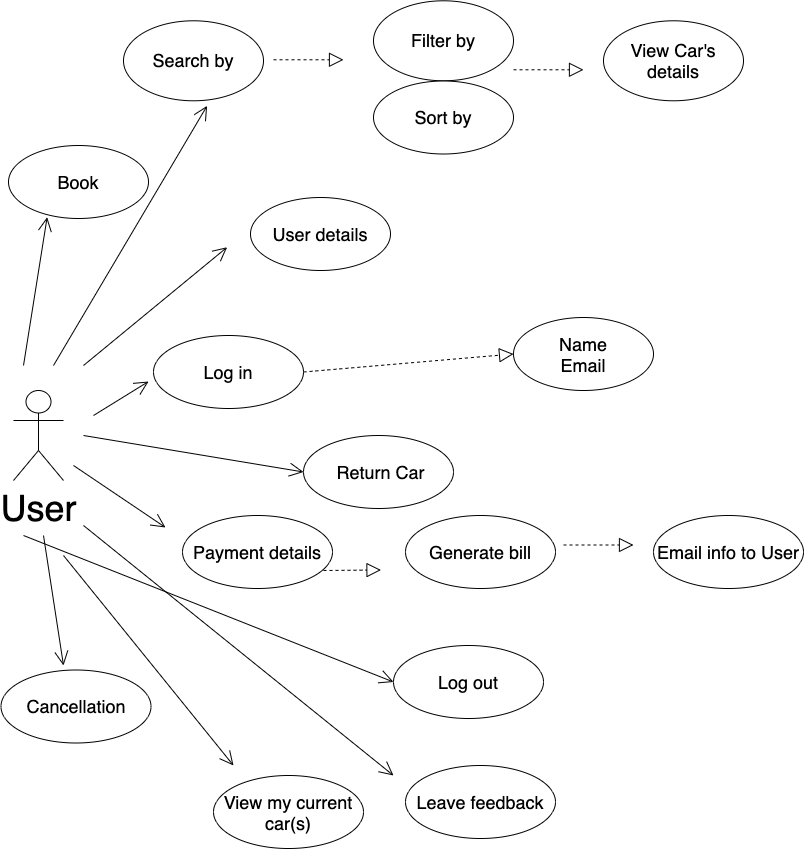 Search by
Filter by
Sort by
View Car's
details
Book
User details
Log in
Name
Email
Return Car
User
Payment details
Generate bill
Email info to User
Log out
Cancellation
View my current
car(s)
Leave feedback